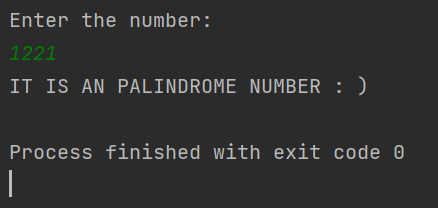 Enter the number:
1221
IT IS AN PALINDROME NUMBER : )
Process finished with exit code 0